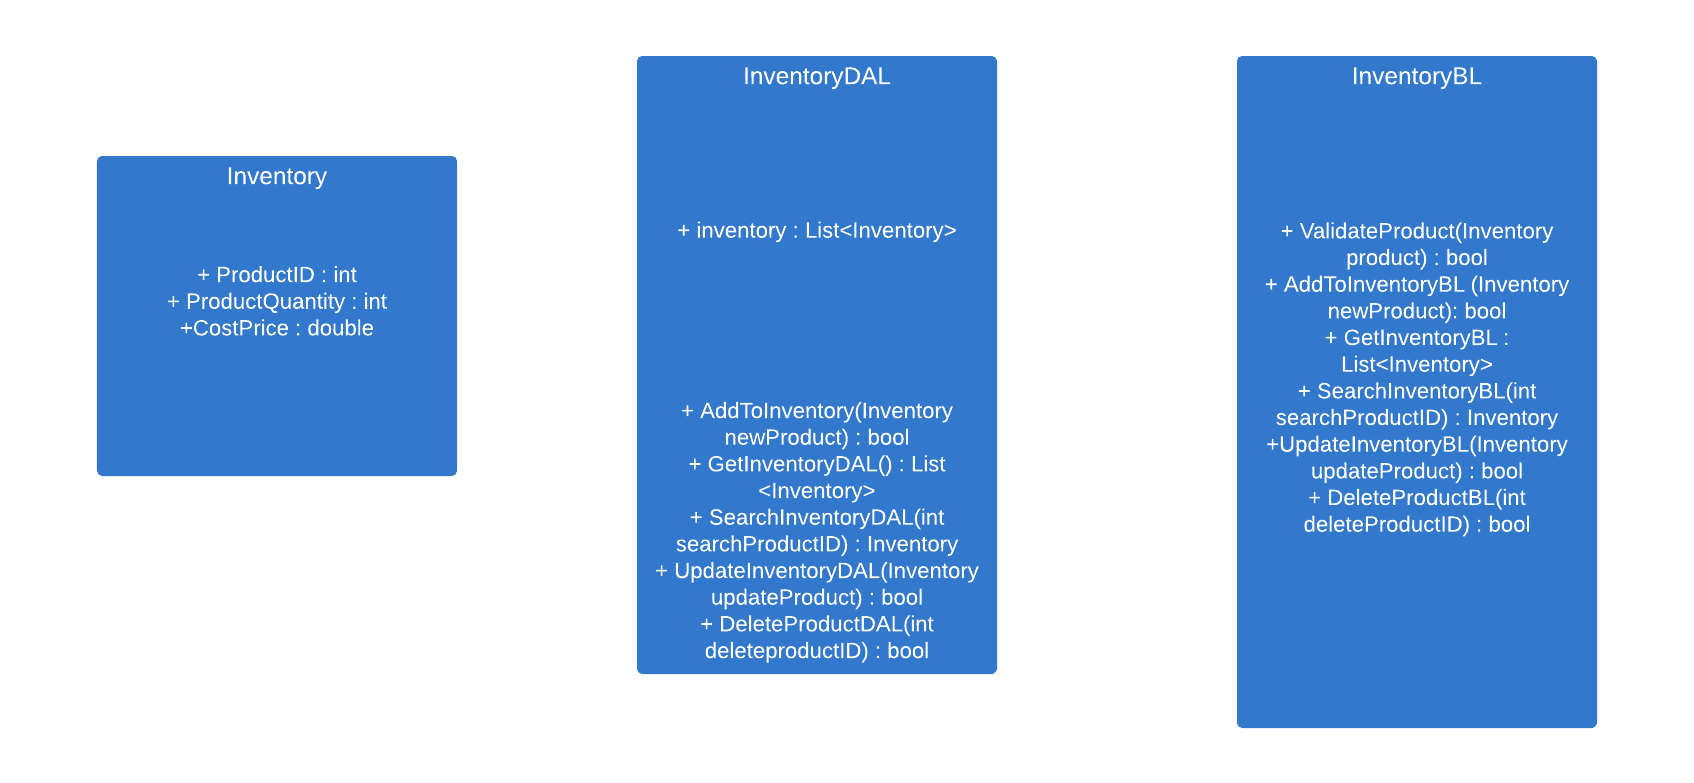 Inventory
+ ProductID : int
+ ProductQuantity : int
+CostPrice : double
InventoryDAL
+ inventory : List<Inventory>
+ AddToInventory(Inventory
newProduct) : bool
+ GetInventoryDAL() : List
<Inventory>
+ SearchInventoryDAL(int
searchProductID) : Inventory
+ UpdateInventoryDAL(Inventory
updateProduct) : bool
+ DeleteProductDAL(int
deleteproductID) : bool
InventoryBL
+ ValidateProduct(Inventory
product) : bool
+ AddToInventoryBL (Inventory
newProduct): bool
+ GetInventoryBL :
List<Inventory>
+ SearchInventoryBL(int
searchProductID) : Inventory
+UpdateInventoryBL(Inventory
updateProduct) : bool
+ DeleteProductBL(int
deleteProductID) : bool